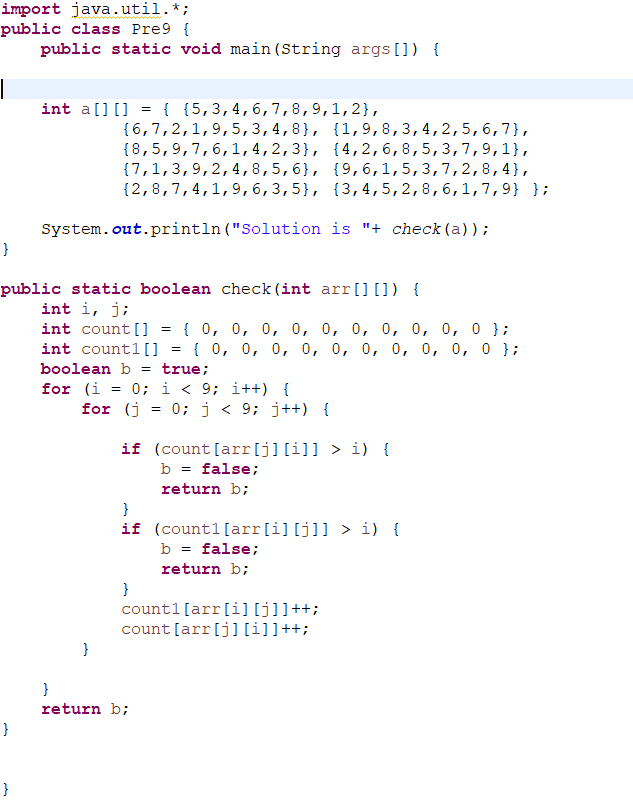 import java.util.*;
public class Pre9 {
    public static void main(String args[]) {
    int a[][] = { {5,3,4,6,7,8,9,1,2},
            {6,7,2,1,9,5,3,4,8}, {1,9,8,3,4,2,5,6,7},
            {8,5,9,7,6,1,4,2,3}, {4,2,6,8,5,3,7,9,1},
            {7,1,3,9,2,4,8,5,6}, {9,6,1,5,3,7,2,8,4},
            {2,8,7,4,1,9,6,3,5}, {3,4,5,2,8,6,1,7,9} };
    System.out.println("Solution is "+ check(a));
}
public static boolean check(int arr[][]) {
    int i, j;
    int count[] = { 0, 0, 0, 0, 0, 0, 0, 0, 0, 0 };
    int count1[] = { 0, 0, 0, 0, 0, 0, 0, 0, 0, 0 };
    boolean b = true;
    for (i = 0; i < 9; i++) {
        for (j = 0; j < 9; j++) {
            if (count[arr[j][i]] > i) {
                b = false;
                return b;
            }
            if (count1[arr[i][j]] > i) {
                b = false;
                return b;
            }
            count1[arr[i][j]]++;
            count[arr[j][i]]++;
        }
    }
    return b;
}
}